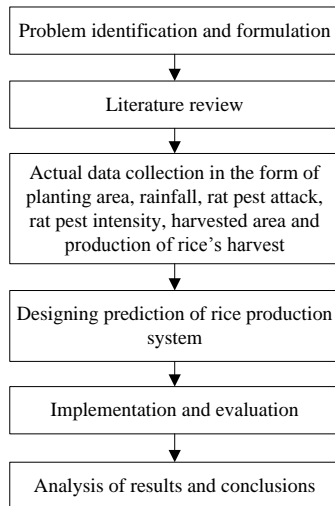 Problem identification and formulation
Literature review
Actual data collection in the form of
planting area, rainfall, rat pest attack,
rat pest intensity, harvested area and
production of rice's harvest
Designing prediction of rice production
system
Implementation and evaluation
Analysis of results and conclusions